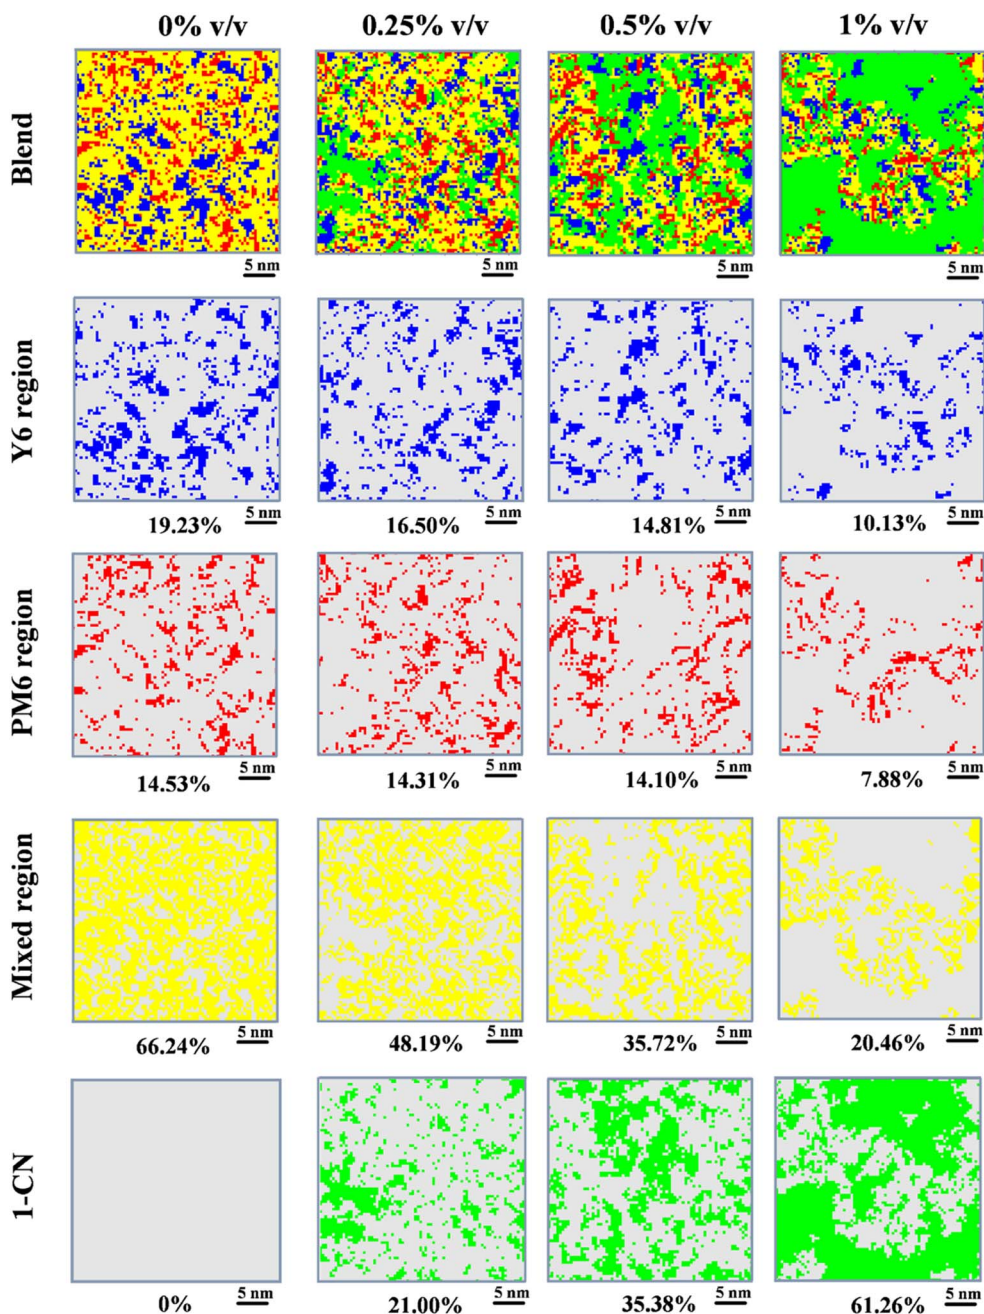 0% v/v 0.25% v/v 0.5% v/v 1% v/v
Blend
5 nm 5 nm 5 nm 5 nm
Y6 region
5 nm 5 nm 5 nm 5 nm
19.23% 16.50% 14.81% 10.13%
PM6 region
5 nm 5 nm 5 nm 5 nm
14.53% 14.31% 14.10% 7.88%
Mixed region
5 nm 5 nm 5 nm 5 nm
66.24% 48.19% 35.72% 20.46%
1-CN
5 nm 5 nm 5 nm 5 nm
0% 21.00% 35.38% 61.26%